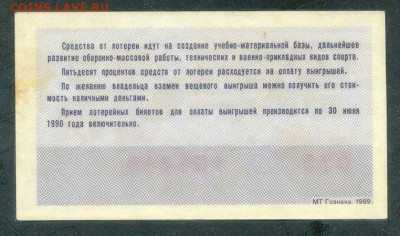 COINS.LAVE.RU
Средства от лотереи идут на создание учебно-материальной базы, дальнейшее
развитие оборонно-массовой работы, технических и военно-прикладных видов спорта.
Пятьдесят процентов средств от лотереи расходуется на оплату выигрышей.
По желанию владельца взамен вещевого выигрыша можно получить его стои-
мость наличными деньгами.
Прием лотерейных билетов для оплаты выигрышей производится по 30 июня
1990 года включительно.
МТ Гознака. 1989.